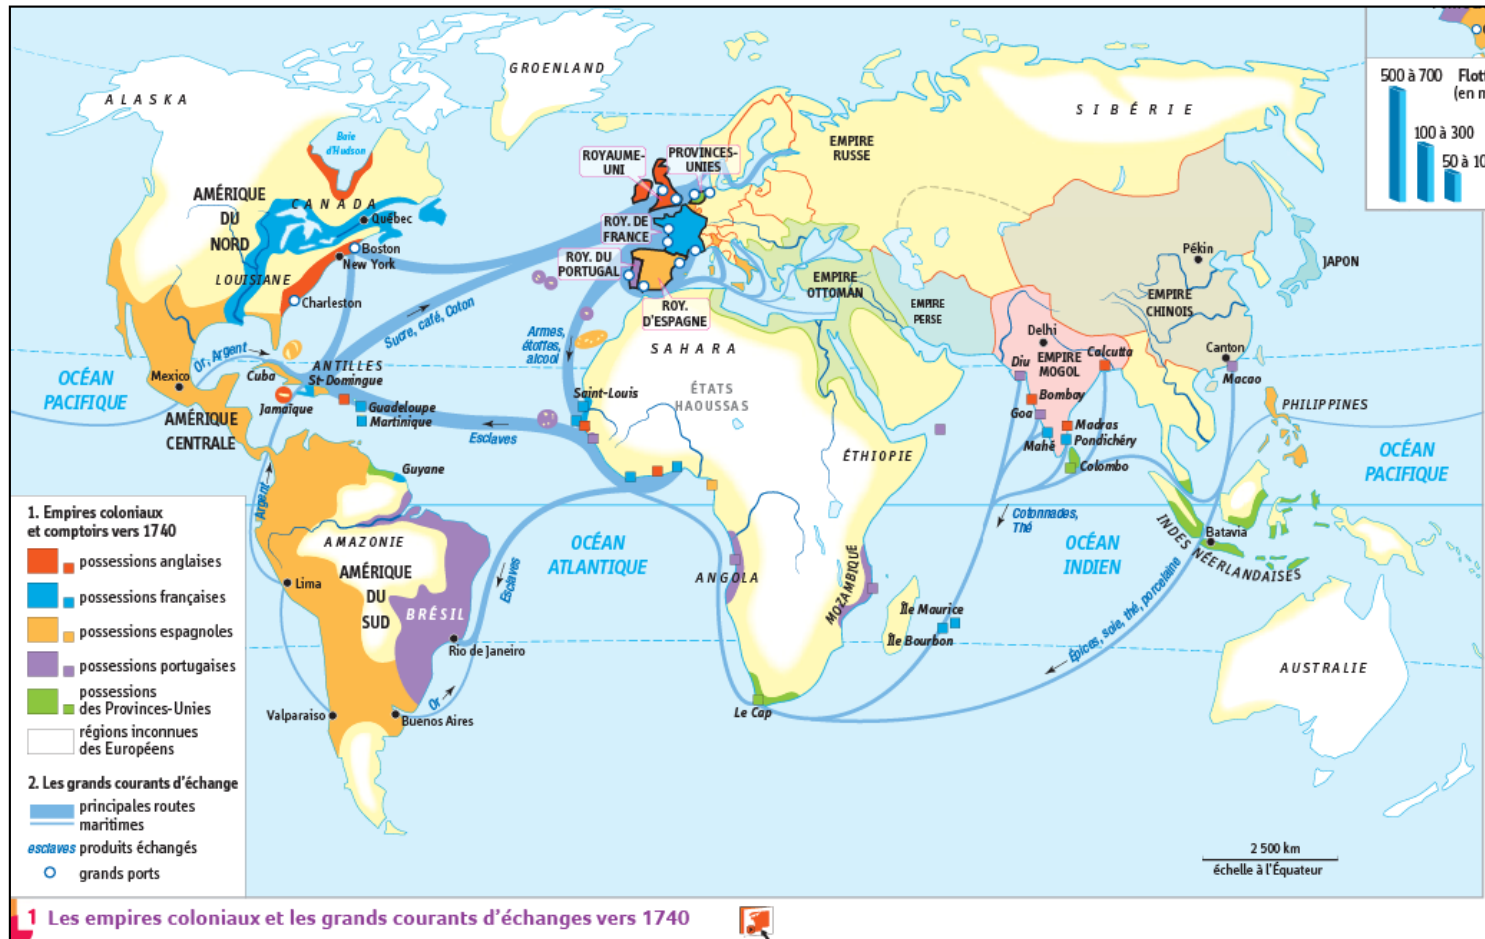 GROENLAND
ALASKA
SIBÉRIE
500 à 700
100 à 300
Baie
d'Hudson
ROYAUME-
UNI
PROVINCES-
UNIES
EMPIRE
RUSSE
AMÉRIQUE
DU
NORD
CANADA
Québec
ROY. DE
FRANCE
Boston
New York
ROY. DU
PORTUGAL
LOUISIANE
Charleston
EMPIRE
OTTOMAN
EMPIRE
PERSE
Pékin
JAPON
EMPIRE
CHINOIS
ROY.
D'ESPAGNE
Sucre, café, Coton
Armes,
étoffes,
alcool
SAHARA
Delhi
EMPIRE
MOGOL
Diu
Calcutta
Canton
Macao
Or, Argent
ANTILLES
St-Domingue
Cuba
Mexico
OCÉAN
PACIFIQUE
Jamaïque
Guadeloupe
Martinique
Saint-Louis
ÉTATS
HAOUSSAS
Bombay
Goa
Madras
Mahé
Pondichéry
Colombo
PHILIPPINES
AMÉRIQUE
CENTRALE
Esclaves
ÉTHIOPIE
OCÉAN
PACIFIQUE
Guyane
Argent
AMAZONIE
AMÉRIQUE
DU
SUD
OCÉAN
ATLANTIQUE
Cotonnades,
Thé
OCÉAN
INDIEN
Batavia
INDES NÉERLANDAISES
ANGOLA
MOZAMBIQUE
Lima
BRÉSIL
Esclaves
Île Maurice
Île Bourbon
Épices, soie, thé, porcelaine
Rio de Janeiro
AUSTRALIE
Or
Valparaiso
Buenos Aires
Le Cap
1. Empires coloniaux
et comptoirs vers 1740
possessions anglaises
possessions françaises
possessions espagnoles
possessions portugaises
possessions
des Provinces-Unies
régions inconnues
des Européens
2. Les grands courants d'échange
principales routes
maritimes
esclaves produits échangés
grands ports
2 500 km
échelle à l'Équateur
1 Les empires coloniaux et les grands courants d'échanges vers 1740